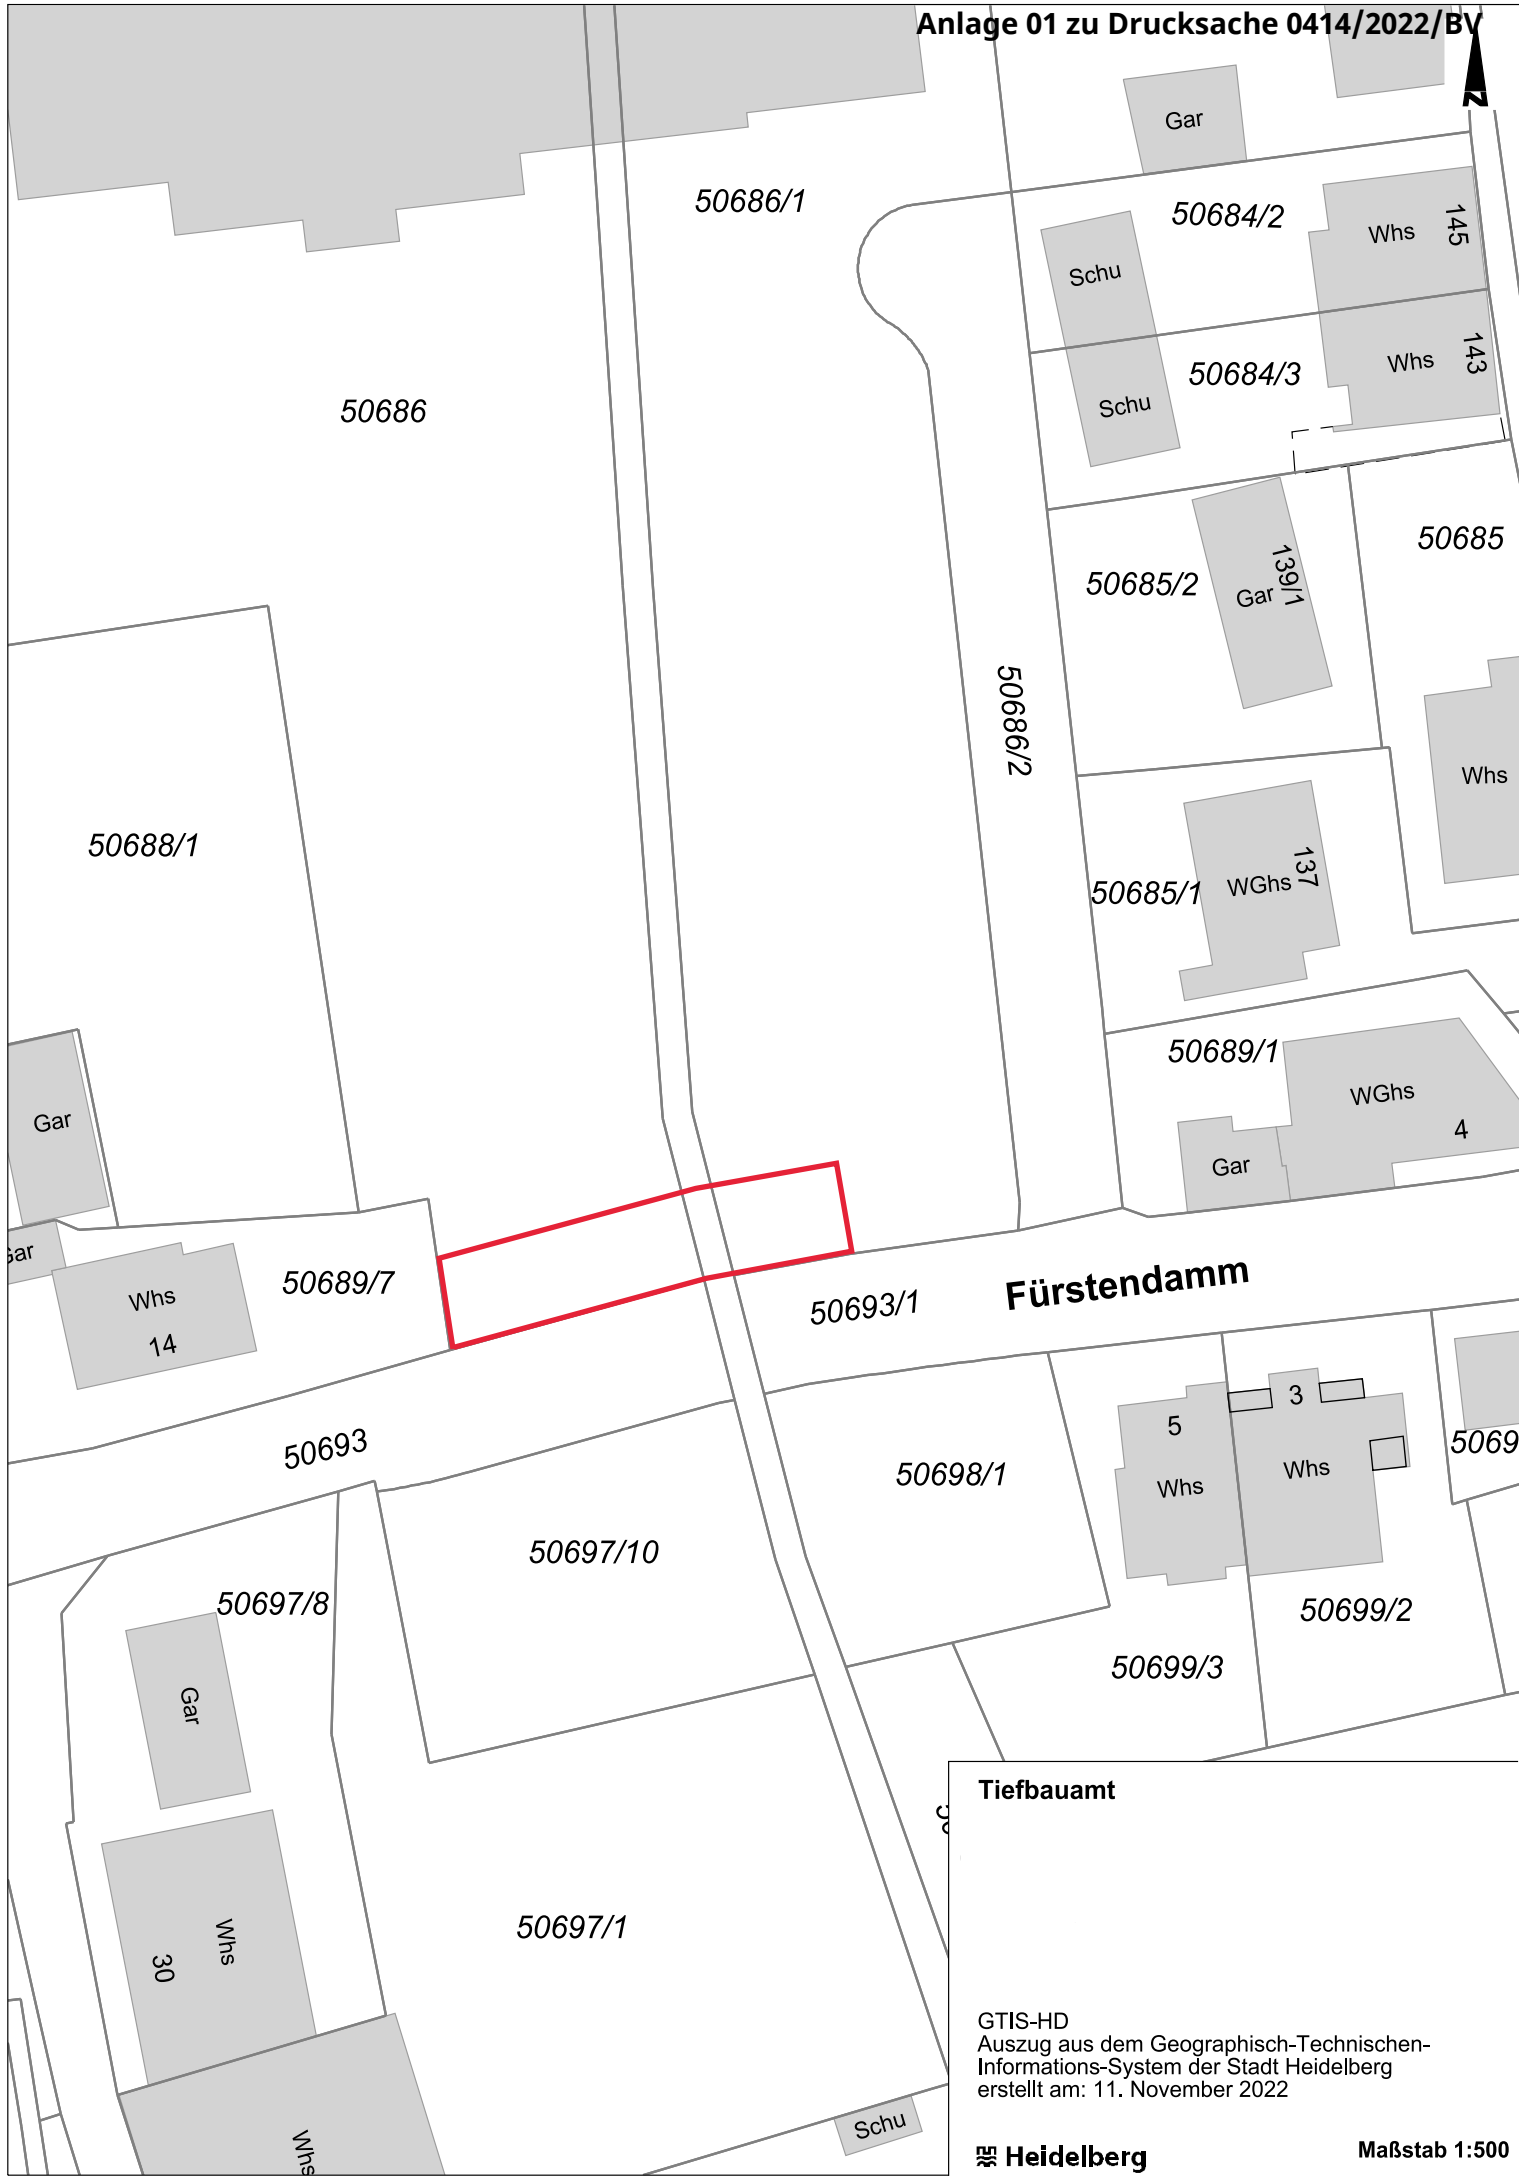 Anlage 01 zu Drucksache 0414/2022/BV
N
Gar
50686/1
50684/2
Whs
145
Schu
50684/3
Whs
143
Schu
50686
50685
50685/2
Gar
139/1
50686/2
Whs
50688/1
50685/1
WGhs
137
50689/1
WGhs
4
Gar
Gar
Gar
50689/7
Whs
14
50693/1
Fürstendamm
50693
5
3
Whs
Whs
5069
50698/1
50697/10
50697/8
50699/2
50699/3
Gar
Tiefbauamt
50697/1
Whs
30
GTIS-HD
Auszug aus dem Geographisch-Technischen-
Informations-System der Stadt Heidelberg
erstellt am: 11. November 2022
Schu
Whs
Heidelberg
Maßstab 1:500